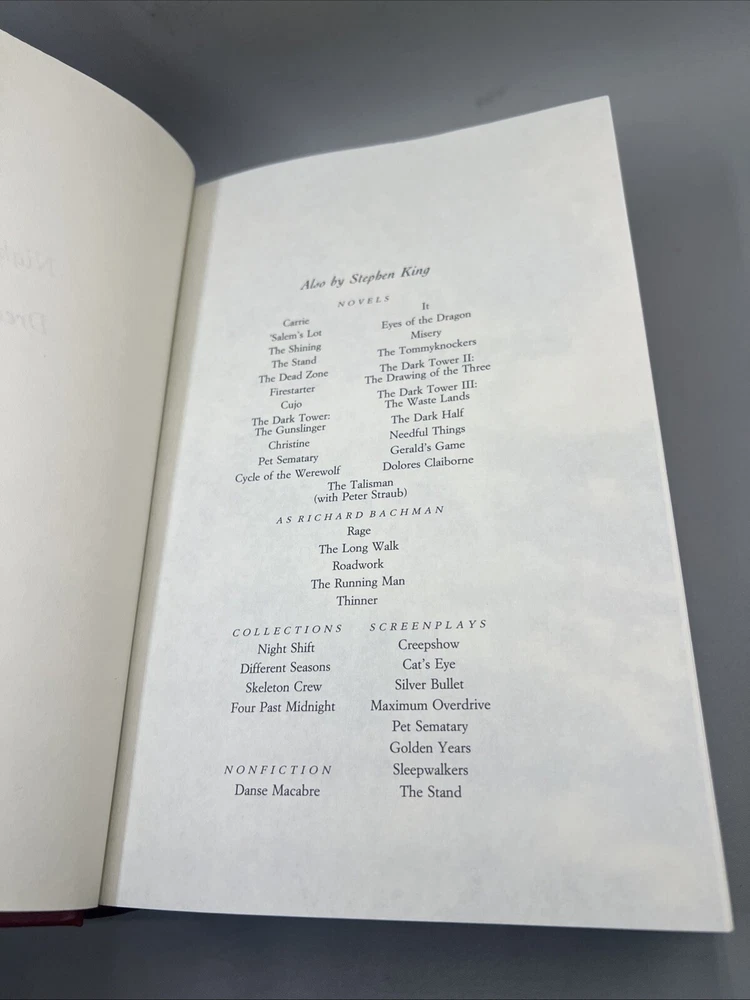 Also by Stephen King
NOVELS
Carrie
'Salem's Lot
The Shining
The Stand
The Dead Zone
Firestarter
Cujo
The Dark Tower:
The Gunslinger
Christine
Pet Sematary
Cycle of the Werewolf
It
Eyes of the Dragon
Misery
The Tommyknockers
The Dark Tower II:
The Drawing of the Three
The Dark Tower III:
The Waste Lands
The Dark Half
Needful Things
Gerald's Game
Dolores Claiborne
The Talisman
(with Peter Straub)
AS RICHARD BACHMAN
Rage
The Long Walk
Roadwork
The Running Man
Thinner
COLLECTIONS
Night Shift
Different Seasons
Skeleton Crew
Four Past Midnight
NONFICTION
Danse Macabre
SCREENPLAYS
Creepshow
Cat's Eye
Silver Bullet
Maximum Overdrive
Pet Sematary
Golden Years
Sleepwalkers
The Stand